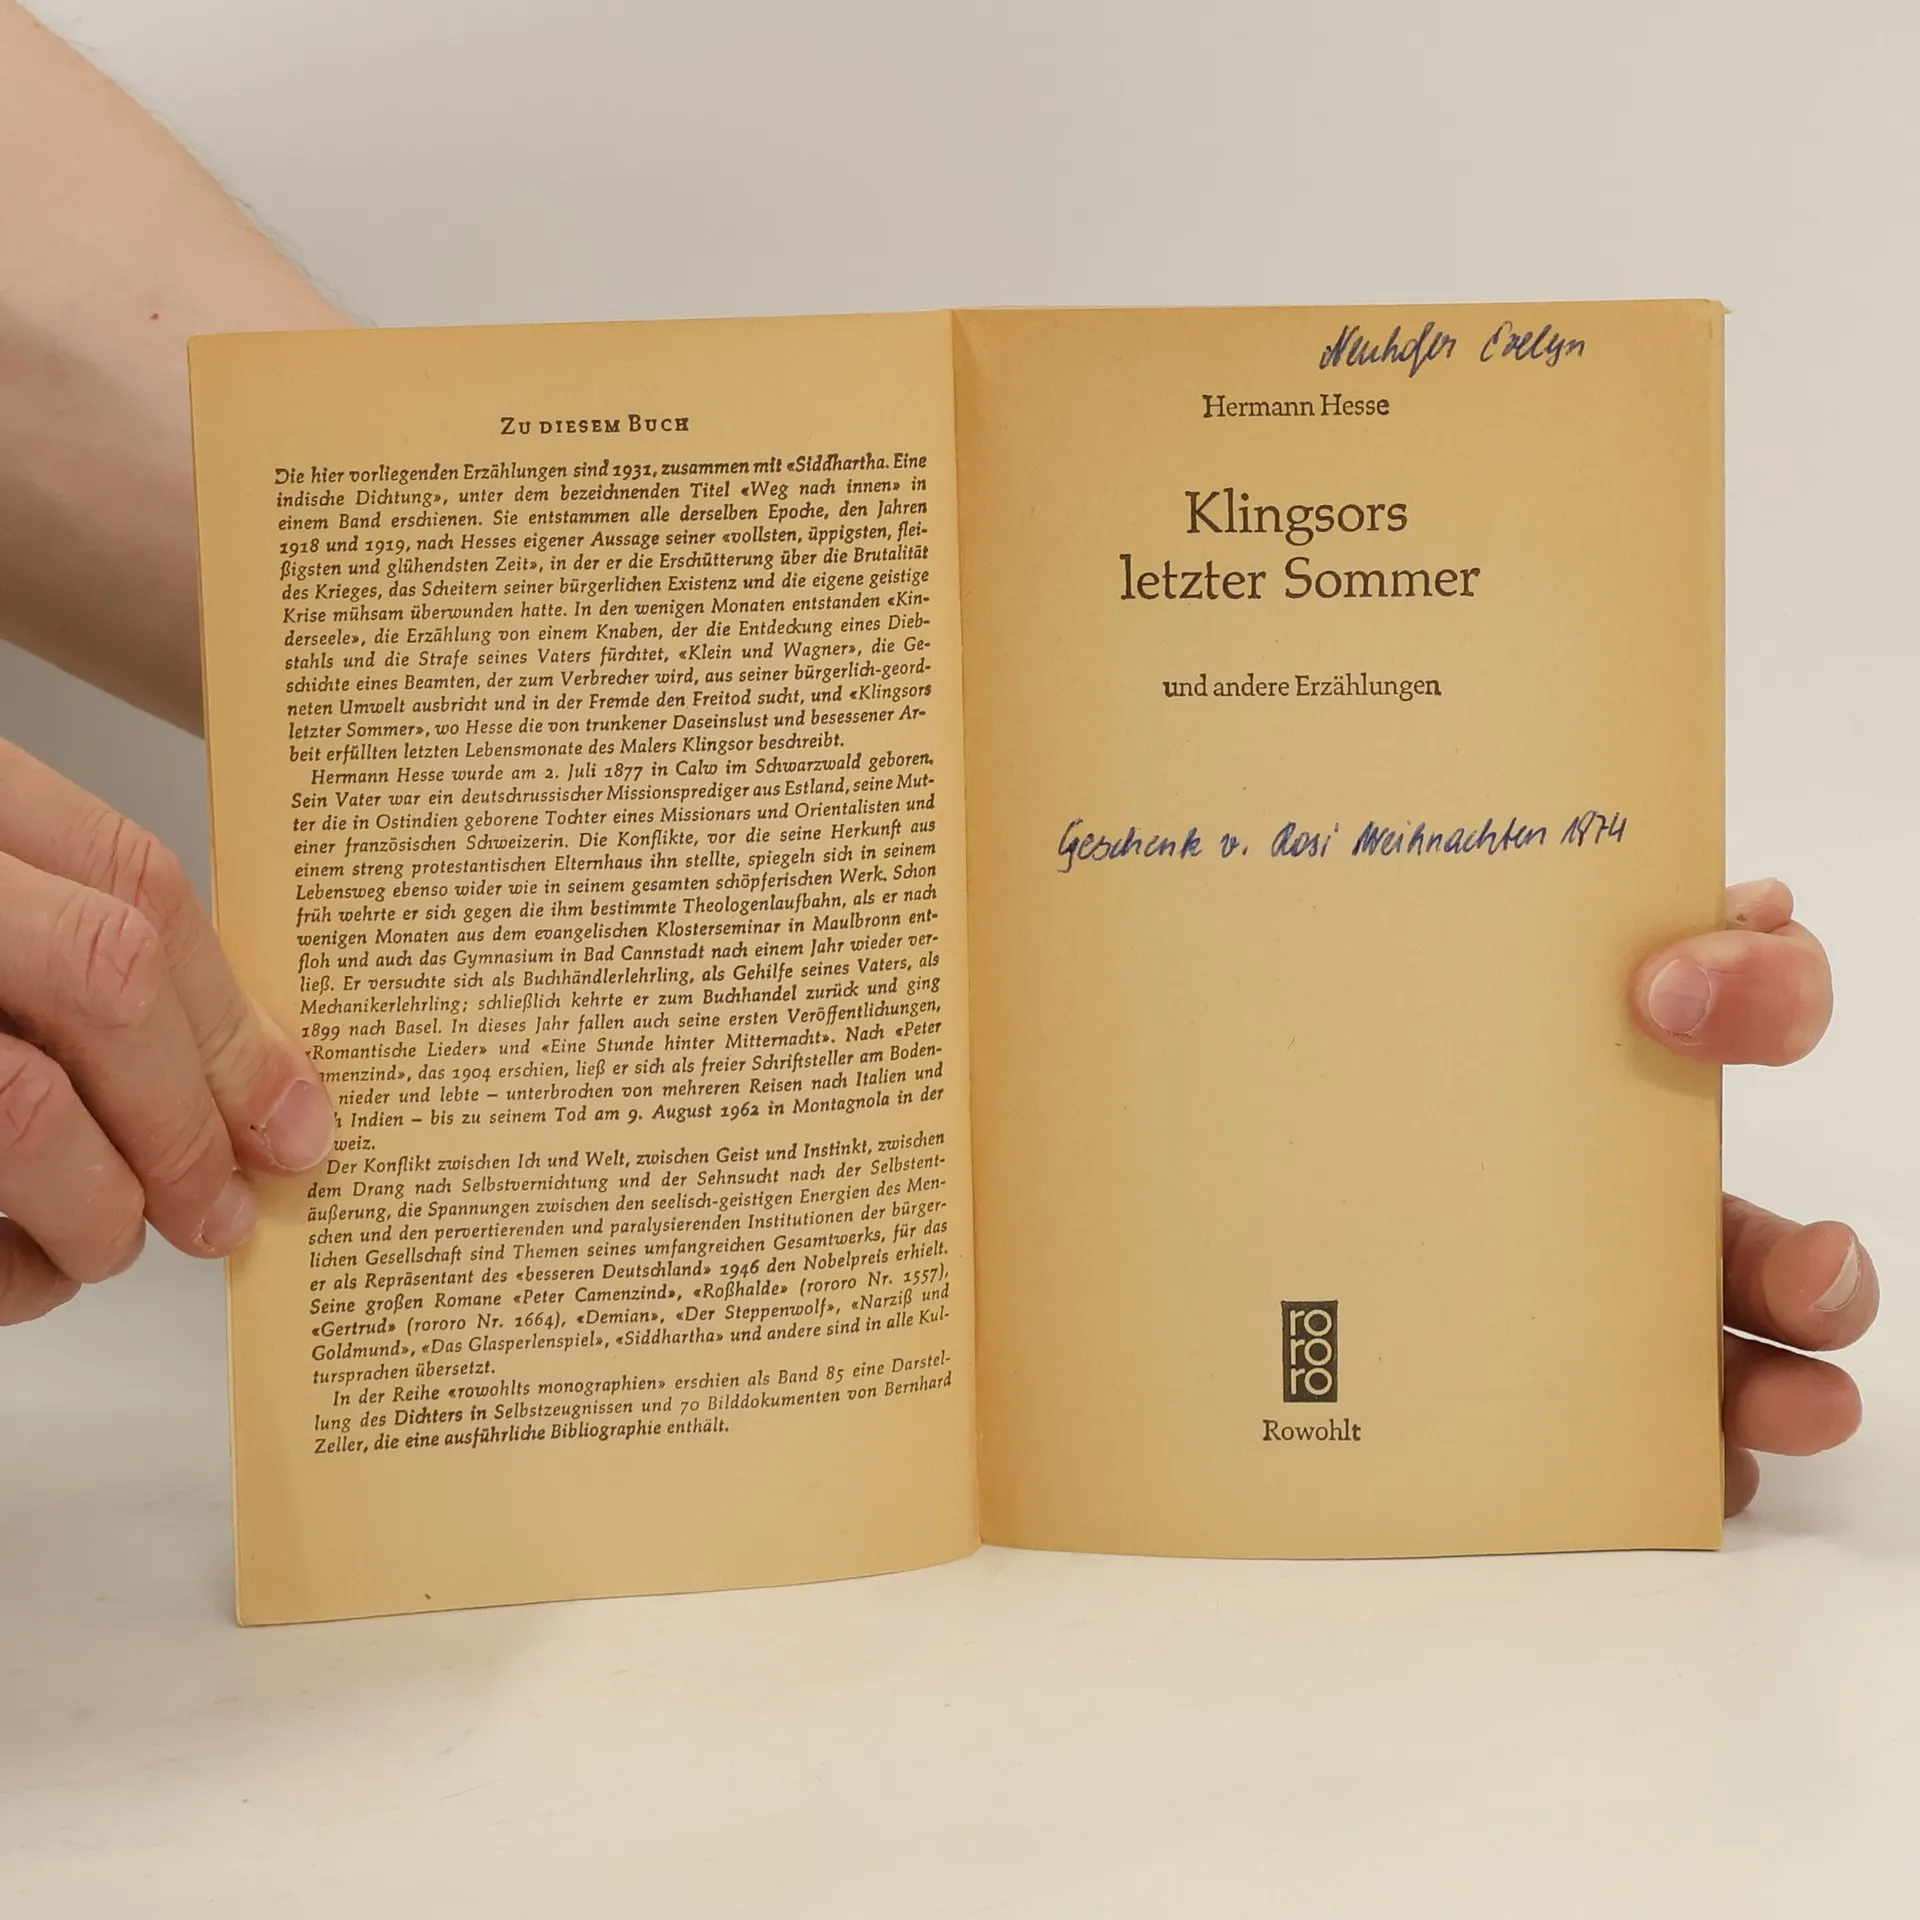 ZU DIESEM BUCH
Die hier vorliegenden Erzählungen sind 1931, zusammen mit «Siddhartha. Eine
indische Dichtung», unter dem bezeichnenden Titel «Weg nach innen» in
einem Band erschienen. Sie entstammen alle derselben Epoche, den Jahren
1918 und 1919, nach Hesses eigener Aussage seiner «vollsten, üppigsten, flei-
ßigsten und glühendsten Zeit», in der er die Erschütterung über die Brutalität
des Krieges, das Scheitern seiner bürgerlichen Existenz und die eigene geistige
Krise mühsam überwunden hatte. In den wenigen Monaten entstanden «Kin-
derseele», die Erzählung von einem Knaben, der die Entdeckung eines Dieb-
stahls und die Strafe seines Vaters fürchtet, «Klein und Wagner», die Ge-
schichte eines Beamten, der zum Verbrecher wird, aus seiner bürgerlich-geord-
neten Umwelt ausbricht und in der Fremde den Freitod sucht, und «Klingsors
letzter Sommer», wo Hesse die von trunkener Daseinslust und besessener Ar-
beit erfüllten letzten Lebensmonate des Malers Klingsor beschreibt.
Hermann Hesse wurde am 2. Juli 1877 in Calw im Schwarzwald geboren.
Sein Vater war ein deutschrussischer Missionsprediger aus Estland, seine Mut-
ter die in Ostindien geborene Tochter eines Missionars und Orientalisten und
einer französischen Schweizerin. Die Konflikte, vor die seine Herkunft aus
einem streng protestantischen Elternhaus ihn stellte, spiegeln sich in seinem
Lebensweg ebenso wider wie in seinem gesamten schöpferischen Werk. Schon
früh wehrte er sich gegen die ihm bestimmte Theologenlaufbahn, als er nach
wenigen Monaten aus dem evangelischen Klosterseminar in Maulbronn ent-
floh und auch das Gymnasium in Bad Cannstadt nach einem Jahr wieder ver-
ließ. Er versuchte sich als Buchhändlerlehrling, als Gehilfe seines Vaters, als
Mechanikerlehrling; schließlich kehrte er zum Buchhandel zurück und ging
1899 nach Basel. In dieses Jahr fallen auch seine ersten Veröffentlichungen,
«Romantische Lieder» und «Eine Stunde hinter Mitternacht». Nach «Peter
amenzind», das 1904 erschien, ließ er sich als freier Schriftsteller am Boden-
nieder und lebte – unterbrochen von mehreren Reisen nach Italien und
h Indien – bis zu seinem Tod am 9. August 1962 in Montagnola in der
weiz.
Der Konflikt zwischen Ich und Welt, zwischen Geist und Instinkt, zwischen
dem Drang nach Selbstvernichtung und der Sehnsucht nach der Selbstent-
äußerung, die Spannungen zwischen den seelisch-geistigen Energien des Men-
schen und den pervertierenden und paralysierenden Institutionen der bürger-
lichen Gesellschaft sind Themen seines umfangreichen Gesamtwerks, für das
er als Repräsentant des «besseren Deutschland» 1946 den Nobelpreis erhielt.
Seine großen Romane «Peter Camenzind», «Roßhalde» (rororo Nr. 1557),
«Gertrud» (rororo Nr. 1664), «Demian», «Der Steppenwolf», «Narziß und
Goldmund», «Das Glasperlenspiel», «Siddhartha» und andere sind in alle Kul-
tursprachen übersetzt.
In der Reihe «rowohlts monographien» erschien als Band 85 eine Darstel-
lung des Dichters in Selbstzeugnissen und 70 Bilddokumenten von Bernhard
Zeller, die eine ausführliche Bibliographie enthält.
Neuhofer Evelyn
Hermann Hesse
Klingsors
letzter Sommer
und andere Erzählungen
Geschenk v. Rosi Weihnachten 1974
ro
ro
ro
Rowohlt